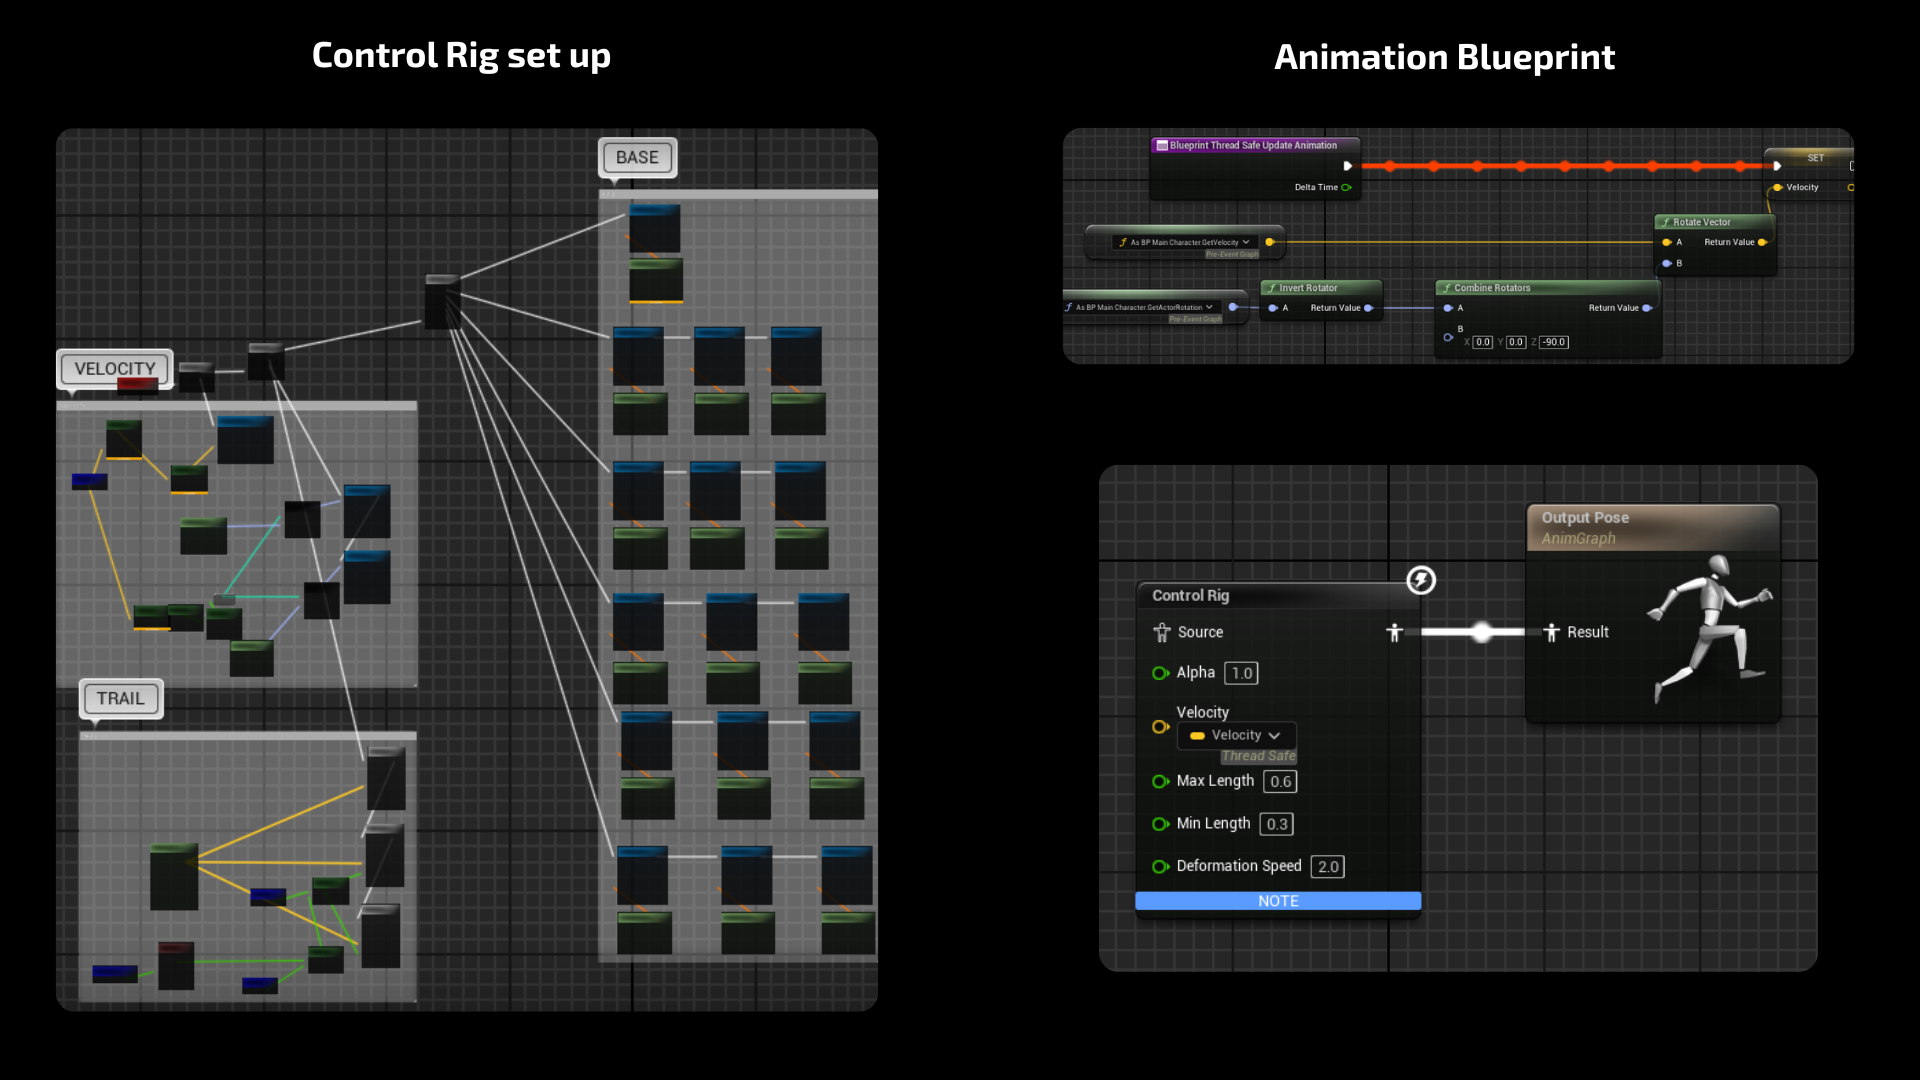 Control Rig set up
BASE
VELOCITY
TRAIL
Animation Blueprint
Blueprint Thread Safe Update Animation
Delta Time
SET
Velocity
As BP Main Character.GetVelocity
Pre-Event Graph
Rotate Vector
A
Return Value
B
As BP Main Character.GetActorRotation
Pre-Event Graph
Invert Rotator
A
Return Value
Combine Rotators
A
Return Value
B
X 0.0 Y 0.0 Z -90.0
Control Rig
Source
Alpha 1.0
Velocity
Velocity
Thread Safe
Max Length 0.6
Min Length 0.3
Deformation Speed 2.0
NOTE
Output Pose
AnimGraph
Result